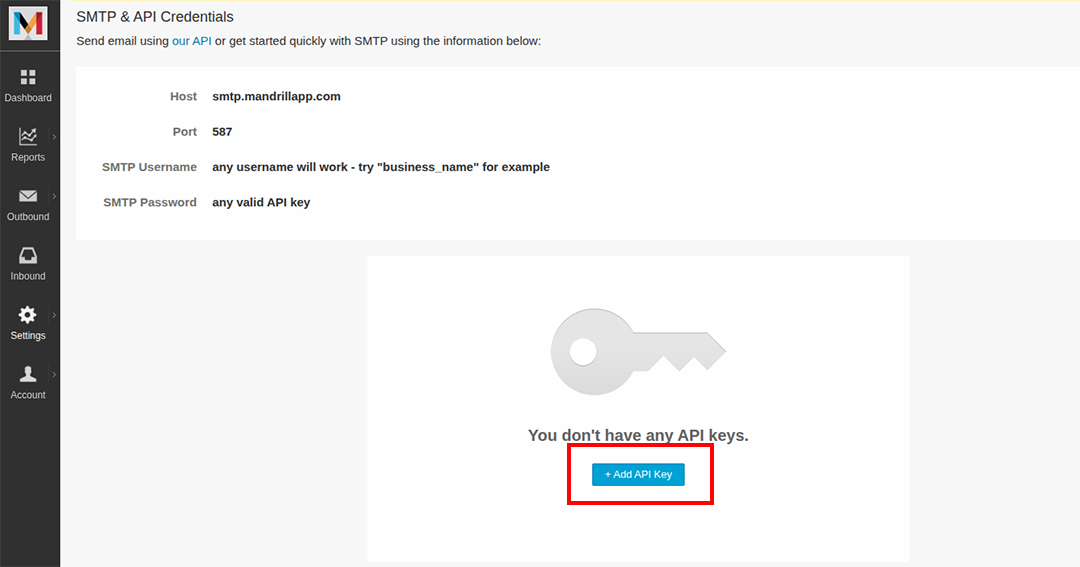 SMTP & API Credentials
Send email using our API or get started quickly with SMTP using the information below:
Host smtp.mandrillapp.com
Port 587
SMTP Username any username will work - try "business_name" for example
SMTP Password any valid API key
Dashboard
Reports
Outbound
Inbound
Settings
Account
You don't have any API keys.
+ Add API Key